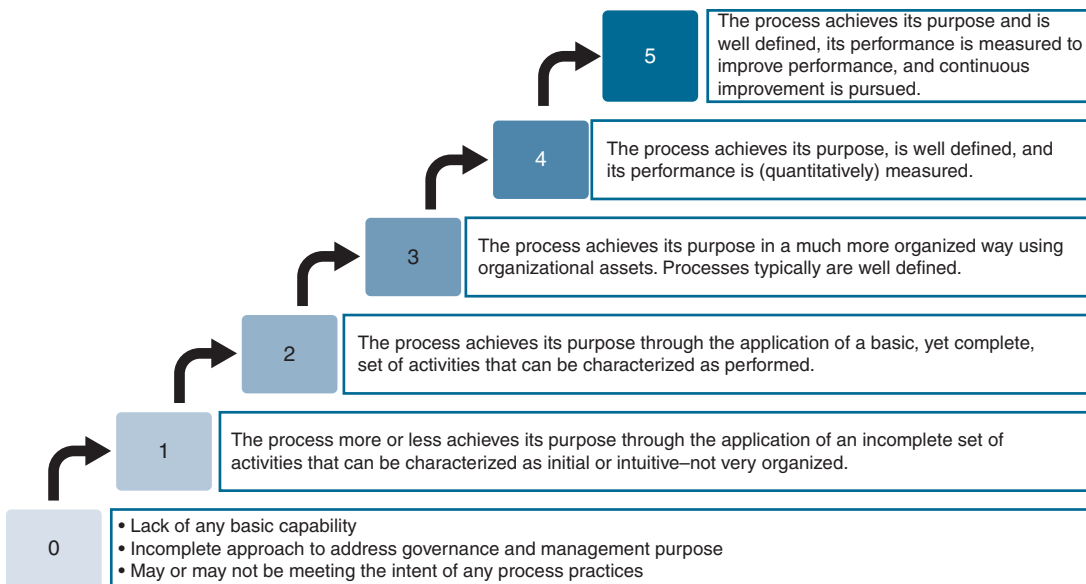 5
The process achieves its purpose and is
well defined, its performance is measured to
improve performance, and continuous
improvement is pursued.
4
The process achieves its purpose, is well defined, and
its performance is (quantitatively) measured.
3
The process achieves its purpose in a much more organized way using
organizational assets. Processes typically are well defined.
2
The process achieves its purpose through the application of a basic, yet complete,
set of activities that can be characterized as performed.
1
The process more or less achieves its purpose through the application of an incomplete set of
activities that can be characterized as initial or intuitive–not very organized.
0
• Lack of any basic capability
• Incomplete approach to address governance and management purpose
• May or may not be meeting the intent of any process practices